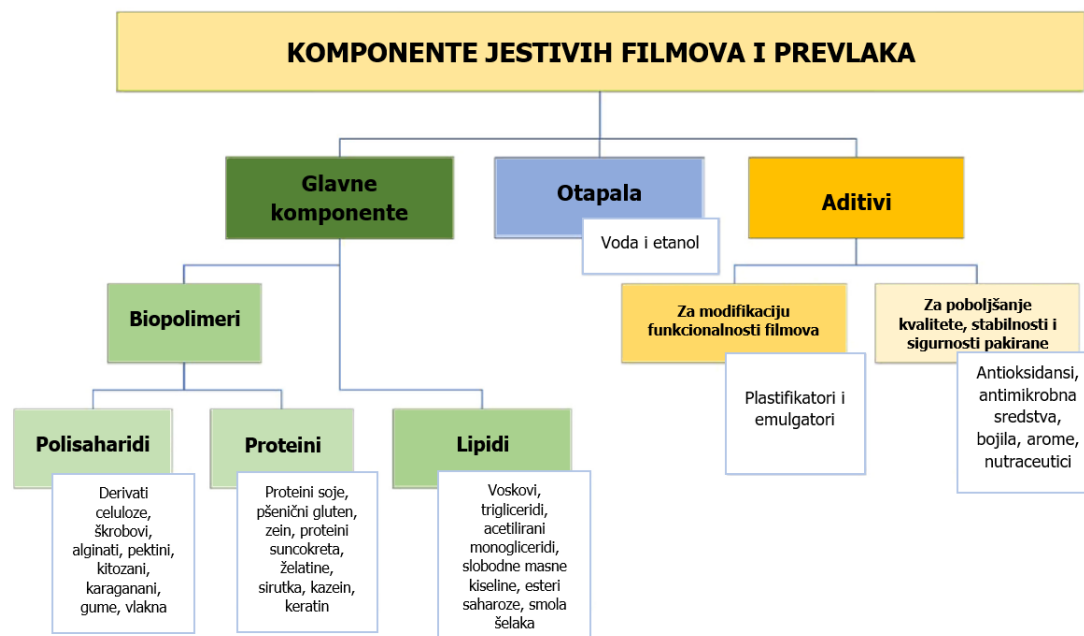 KOMPONENTE JESTIVIH FILMOVA I PREVLAKA
Glavne
komponente
Otapala
Voda i etanol
Aditivi
Biopolimeri
Za modifikaciju
funkcionalnosti filmova
Za poboljšanje
kvalitete, stabilnosti i
sigurnosti pakirane
Plastifikatori i
emulgatori
Antioksidansi,
antimikrobna
sredstva,
bojila, arome,
nutraceutici
Polisaharidi
Derivati
celuloze,
škrobovi,
alginati, pektini,
kitozani,
karaganani,
gume, vlakna
Proteini
Proteini soje,
pšenični gluten,
zein, proteini
suncokreta,
želatine,
sirutka, kazein,
keratin
Lipidi
Voskovi,
trigliceridi,
acetilirani
monogliceridi,
slobodne masne
kiseline, esteri
saharoze, smola
šelaka